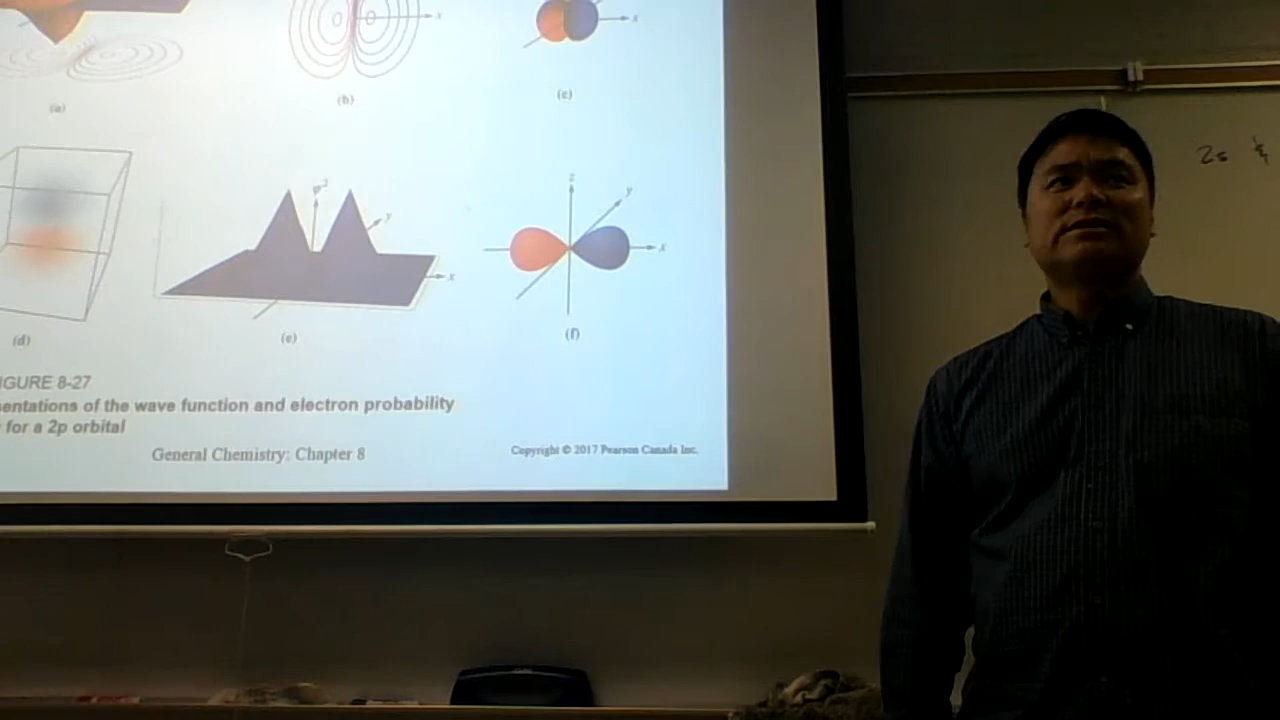 x
x
(a)
(b)
(c)
ψ²
y
x
z
y
x
(d)
(e)
(f)
IGURE 8-27
entations of the wave function and electron probability
for a 2p orbital
General Chemistry: Chapter 8
Copyright © 2017 Pearson Canada Inc.
2s